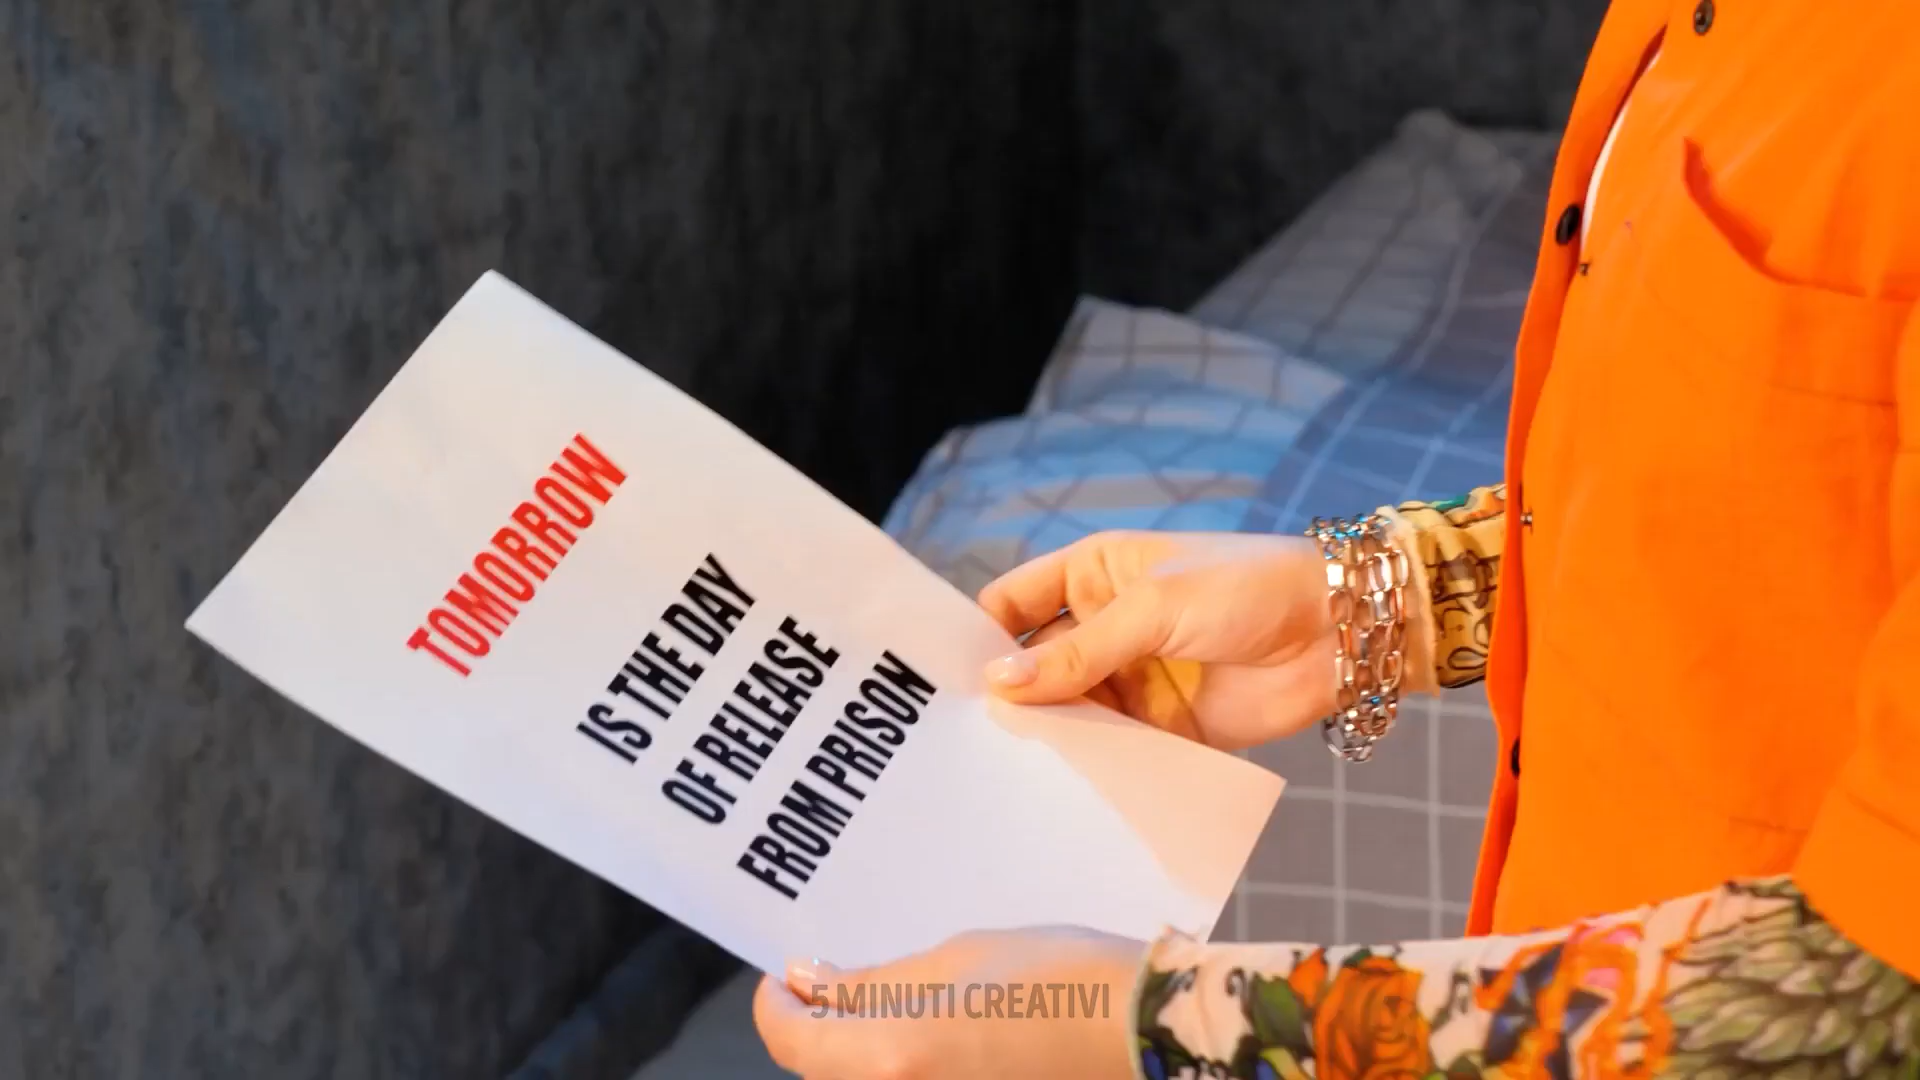 TOMORROW
IS THE DAY
OF RELEASE
FROM PRISON
5 MINUTI CREATIVI